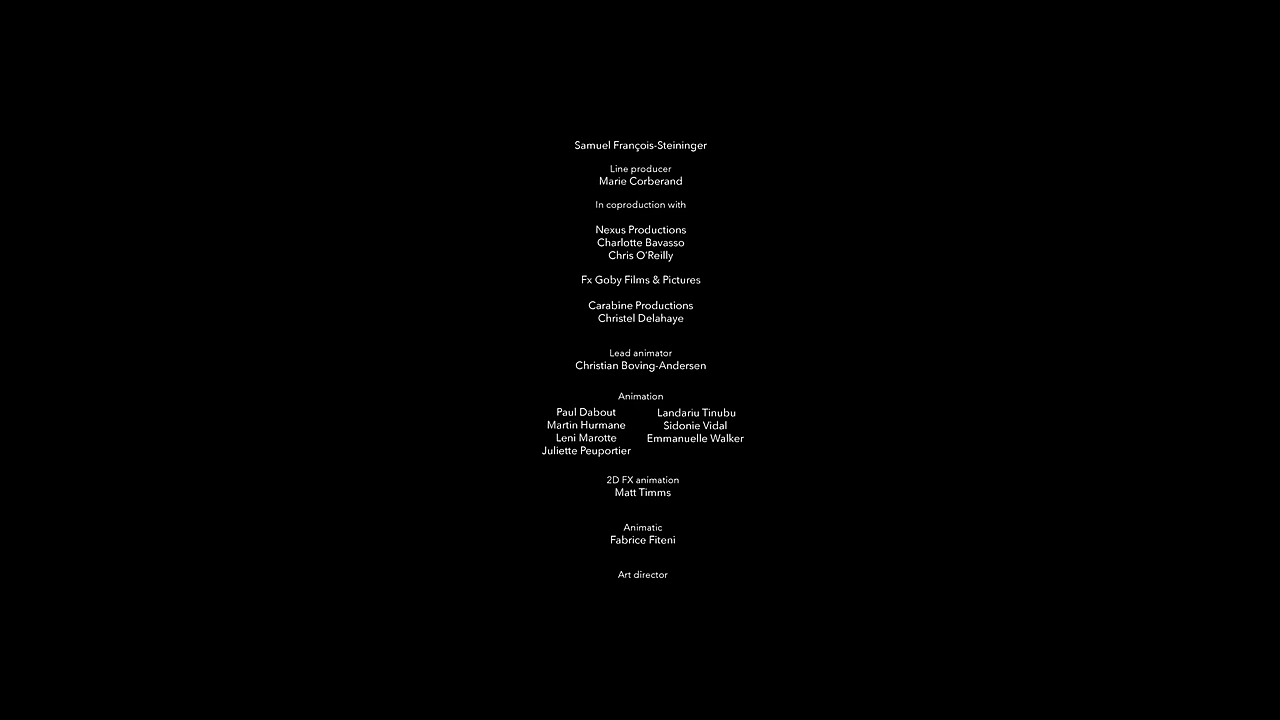 Samuel François-Steininger
Line producer
Marie Corberand
In coproduction with
Nexus Productions
Charlotte Bavasso
Chris O'Reilly
Fx Goby Films & Pictures
Carabine Productions
Christel Delahaye
Lead animator
Christian Boving-Andersen
Animation
Paul Dabout
Martin Hurmane
Leni Marotte
Juliette Peuportier
Landariu Tinubu
Sidonie Vidal
Emmanuelle Walker
2D FX animation
Matt Timms
Animatic
Fabrice Fiteni
Art director